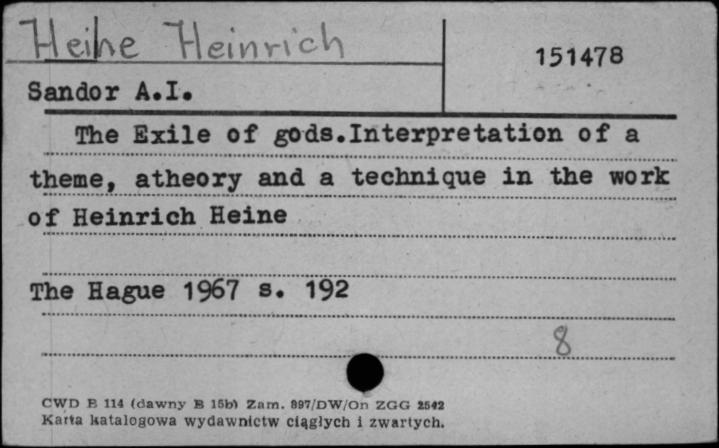 Heine Heinrich
151478
Sandor A.I.
The Exile of gods.Interpretation of a
theme, atheory and a technique in the work
of Heinrich Heine
The Hague 1967 s. 192
8
CWD B 114 (dawny B 15b) Zam. 897/DW/On ZGG 2542
Karta katalogowa wydawnictw ciągłych i zwartych.